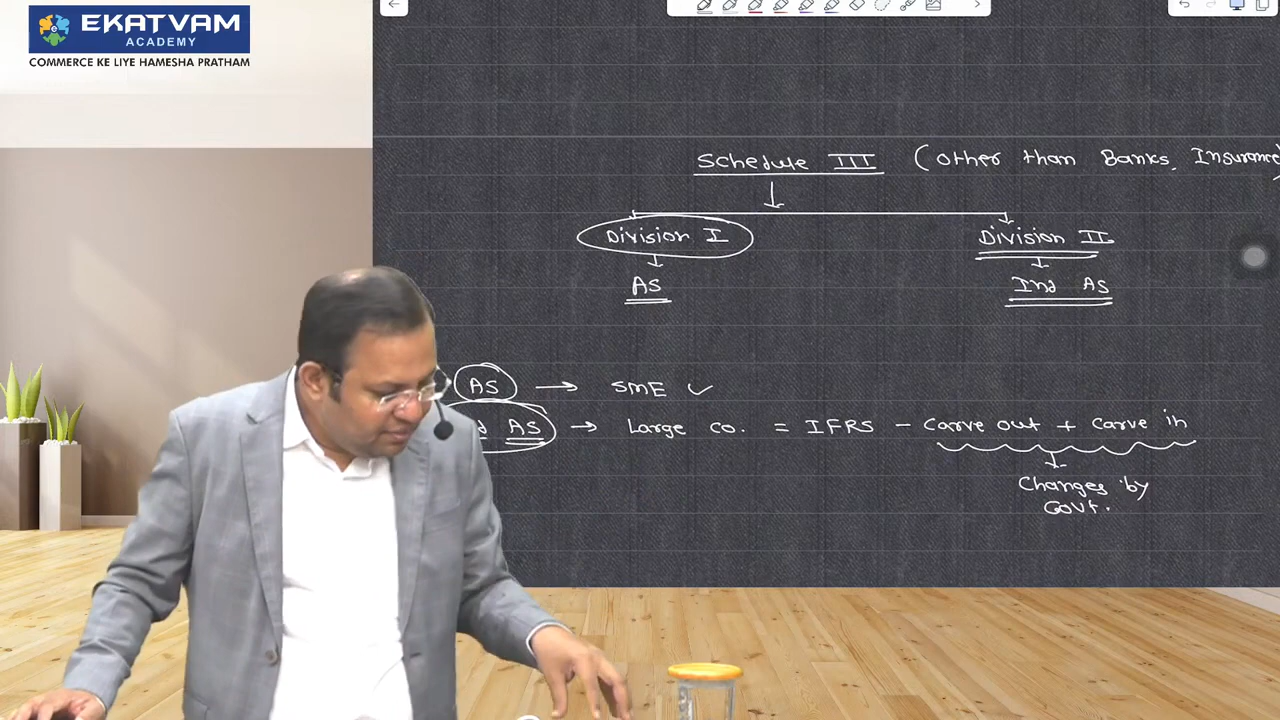 EKATVAM
ACADEMY
COMMERCE KE LIYE HAMESHA PRATHAM
Schedule III (Other than Banks, Insurance)
Division I
Division II
AS
Ind AS
AS → SME ✓
AS → Large co. = IFRS - Carve out + Carve in
Changes by
Govt.